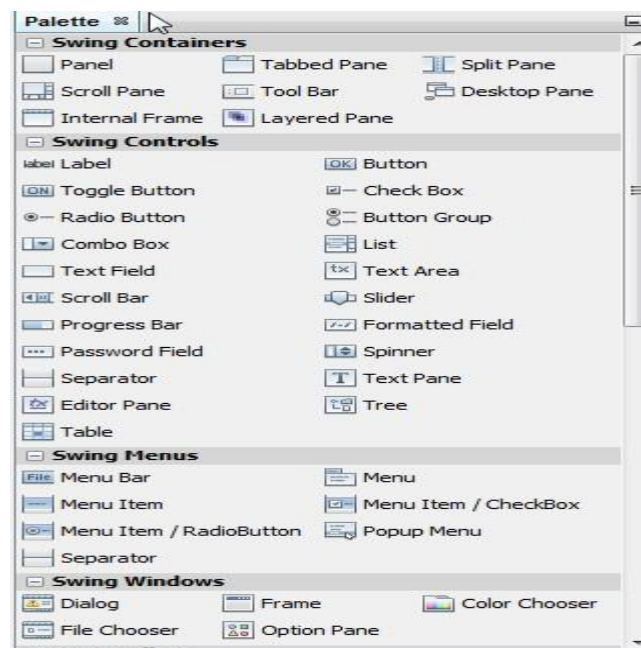 Palette
Swing Containers
Panel Tabbed Pane Split Pane
Scroll Pane Tool Bar Desktop Pane
Internal Frame Layered Pane
Swing Controls
label Label OK Button
ON Toggle Button Check Box
Radio Button Button Group
Combo Box List
Text Field tx Text Area
Scroll Bar Slider
Progress Bar Formatted Field
Password Field Spinner
Separator T Text Pane
Editor Pane Tree
Table
Swing Menus
File Menu Bar Menu
Menu Item Menu Item / CheckBox
Menu Item / RadioButton Popup Menu
Separator
Swing Windows
Dialog Frame Color Chooser
File Chooser Option Pane